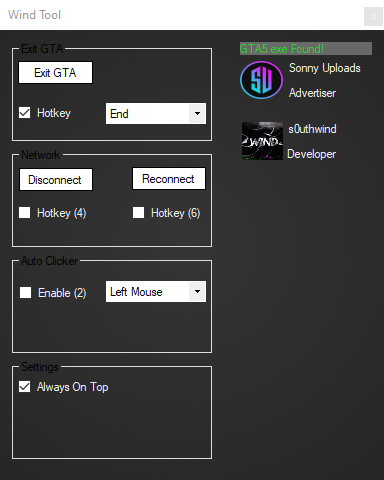 Wind Tool
x
Exit GTA
Exit GTA
Hotkey
End
Network
Disconnect
Reconnect
Hotkey (4)
Hotkey (6)
Auto Clicker
Enable (2)
Left Mouse
Settings
Always On Top
GTA5.exe Found!
SU
Sonny Uploads
Advertiser
WIND
s0uthwind
Developer